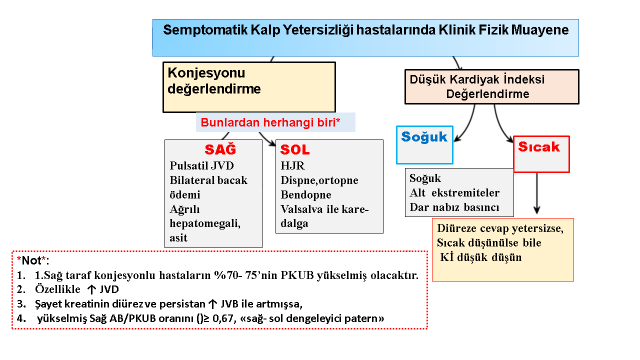 Semptomatik Kalp Yetersizliği hastalarında Klinik Fizik Muayene
Konjesyonu
değerlendirme
Düşük Kardiyak İndeksi
Değerlendirme
Bunlardan herhangi biri*
SAĞ
Pulsatil JVD
Bilateral bacak
ödemi
Ağrılı
hepatomegali,
asit
SOL
HJR
Dispne,ortopne
Bendopne
Valsalva ile kare-
dalga
Soğuk
Sıcak
Soğuk
Alt ekstremiteler
Dar nabız basıncı
Diüreze cevap yetersizse,
Sıcak düşünülse bile
Kİ düşük düşün
*Not*:
1. 1.Sağ taraf konjesyonlu hastaların %70- 75'nin PKUB yükselmiş olacaktır.
2. Özellikle ↑ JVD
3. Şayet kreatinin diürez ve persistan ↑ JVB ile artmışsa,
4. yükselmiş Sağ AB/PKUB oranını ()≥ 0,67, «sağ- sol dengeleyici patern»